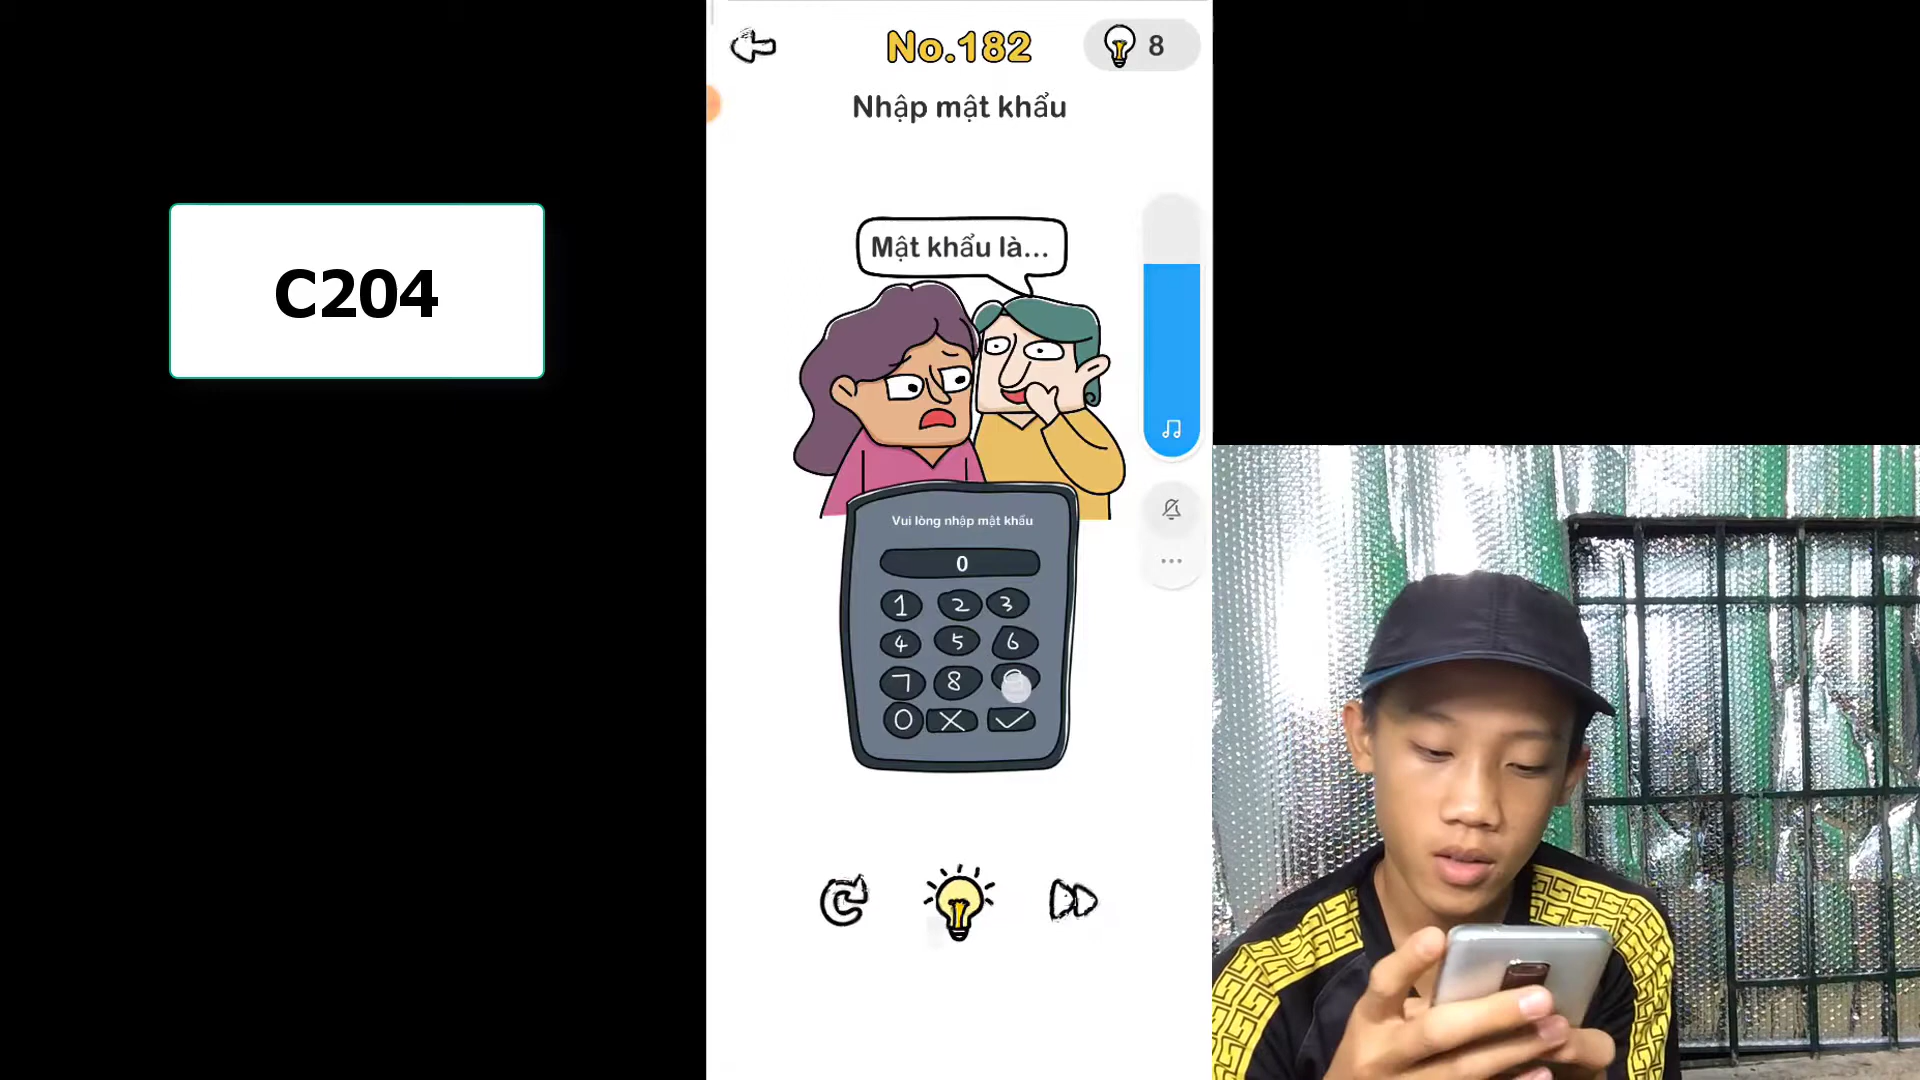 C204
No.182
8
Nhập mật khẩu
Mật khẩu là...
Vui lòng nhập mật khẩu
0
1 2 3
4 5 6
7 8
0